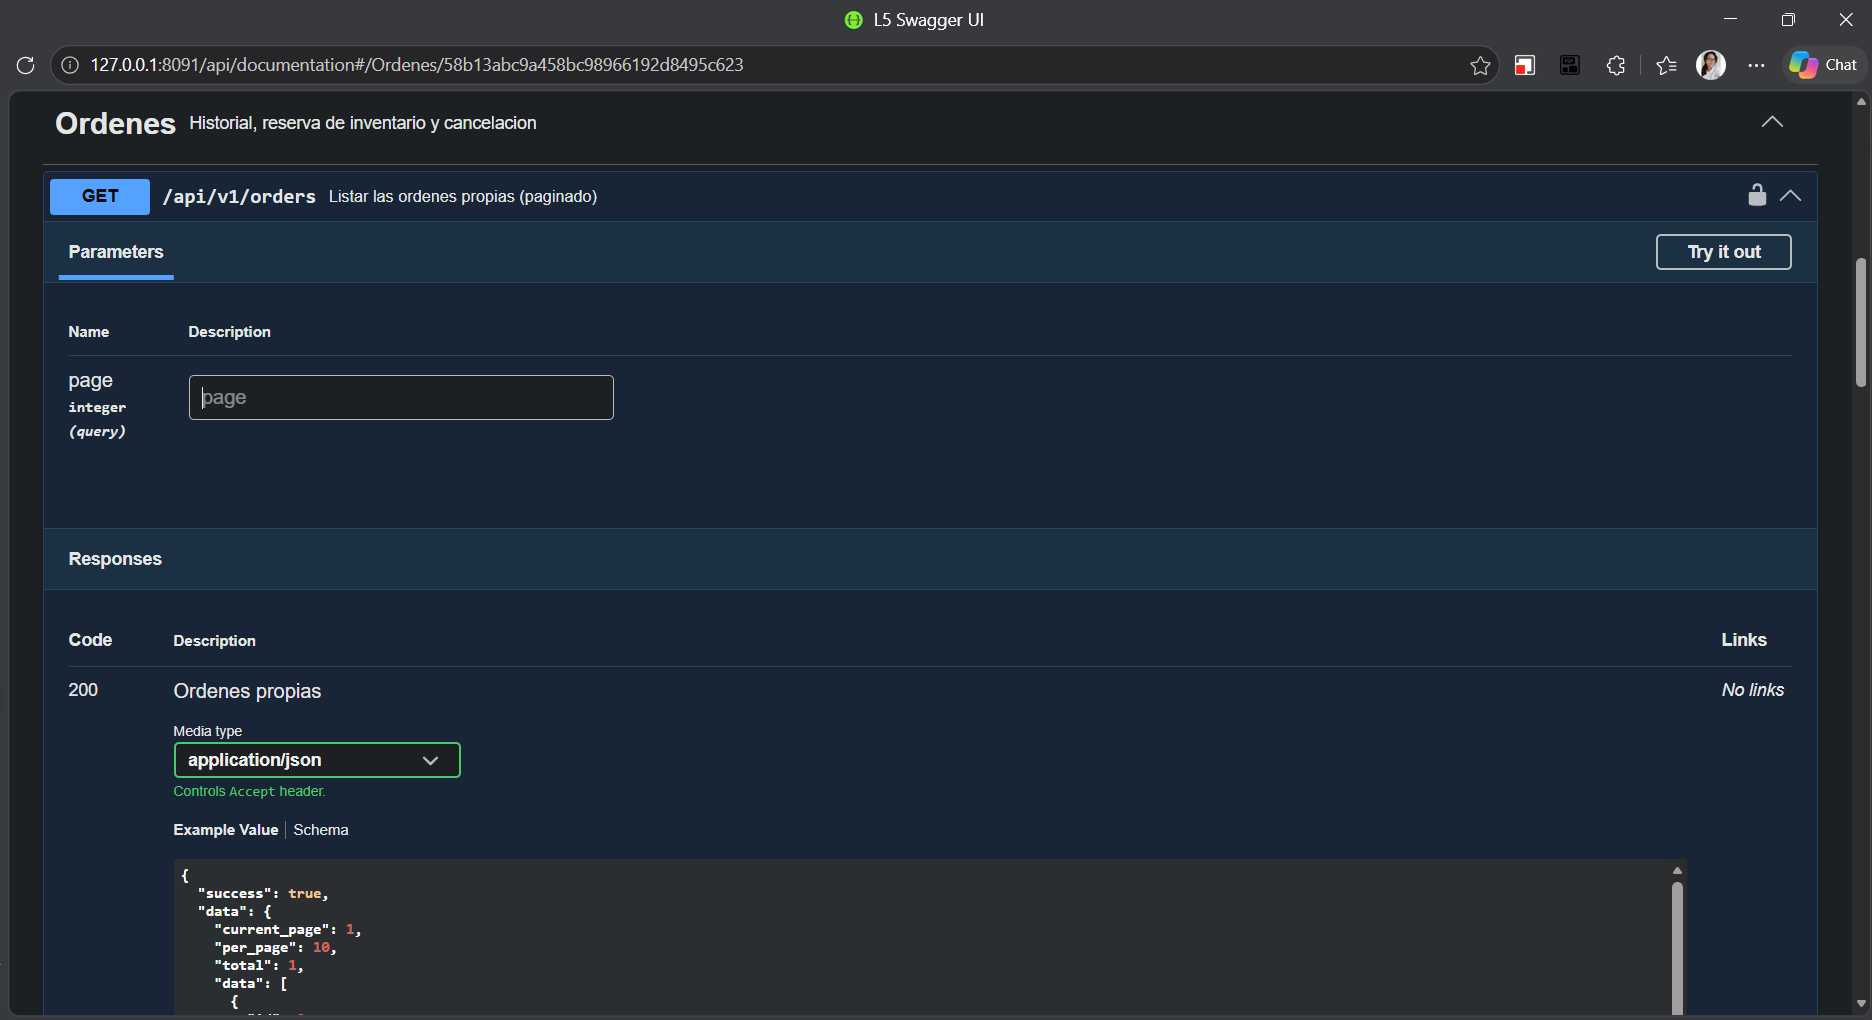 L5 Swagger UI
127.0.0.1:8091/api/documentation#/Ordenes/58b13abc9a458bc98966192d8495c623
Chat
Ordenes Historial, reserva de inventario y cancelacion
GET /api/v1/orders Listar las ordenes propias (paginado)
Parameters
Try it out
Name Description
page
integer
(query)
page
Responses
Code Description Links
200 Ordenes propias No links
Media type
application/json
Controls Accept header.
Example Value Schema
{
"success": true,
"data": {
"current_page": 1,
"per_page": 10,
"total": 1,
"data": [
{